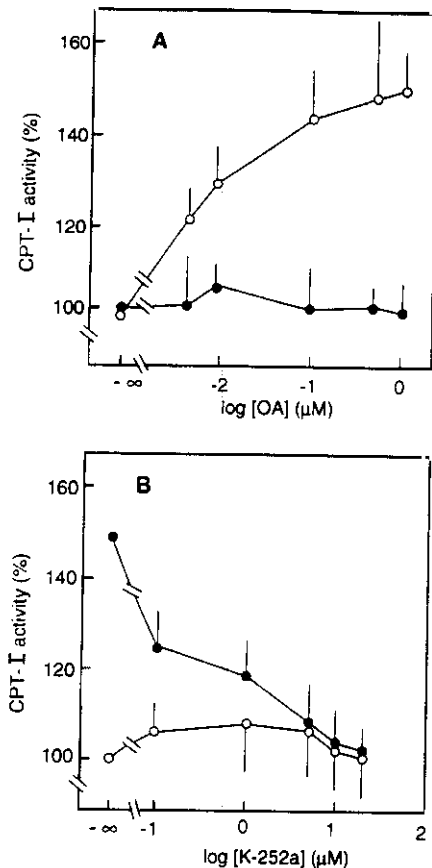 A
CPT-I activity (%)
160
140
120
100
- ∞ -2 -1 0
log [OA] (μM)
B
CPT-I activity (%)
160
140
120
100
- ∞ -1 0 1
log [K-252a] (μM)